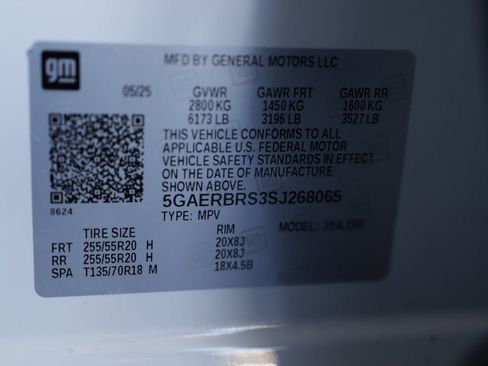 gm
MFD BY GENERAL MOTORS LLC
05/25 GVWR GAWR FRT GAWR RR
2800 KG 1450 KG 1600 KG
6173 LB 3196 LB 3527 LB
THIS VEHICLE CONFORMS TO ALL
APPLICABLE U.S. FEDERAL MOTOR
VEHICLE SAFETY STANDARDS IN EFFECT
ON THE DATE OF MANUFACTURE
SHOWN ABOVE.
8624
5GAERBRS3SJ268065
TYPE: MPV MODEL:
TIRE SIZE RIM
FRT 255/55R20 H 20X8J
RR 255/55R20 H 20X8J
SPA T135/70R18 M 18X4.5B